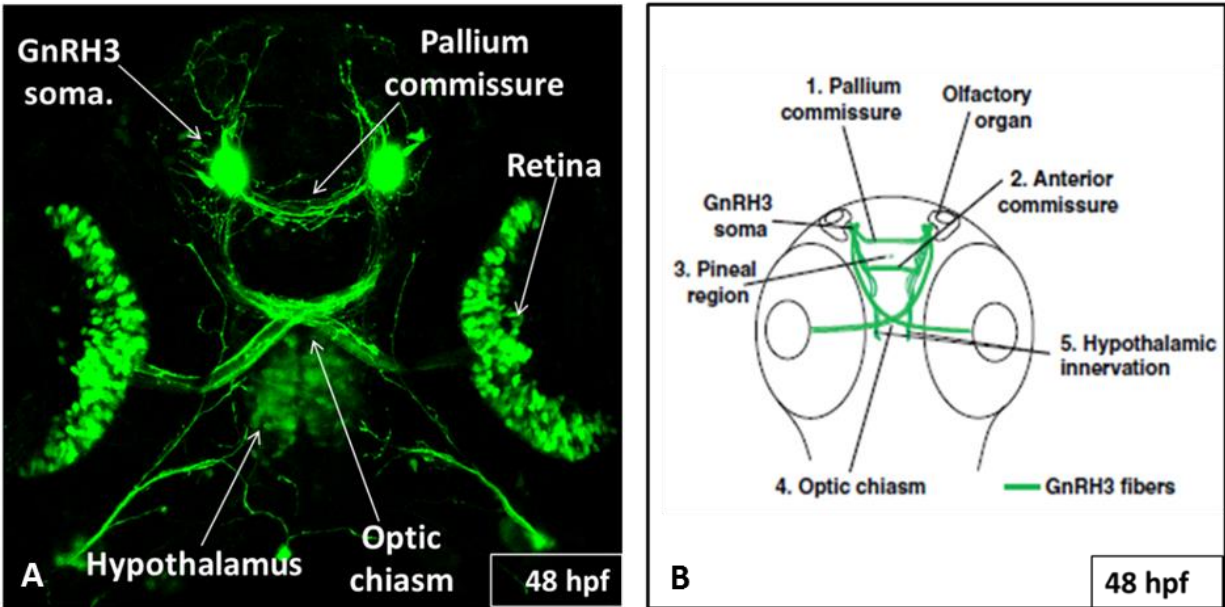 GnRH3
soma.
Pallium
commissure
Retina
Hypothalamus
Optic
chiasm
A
48 hpf
1. Pallium
commissure
Olfactory
organ
2. Anterior
commissure
GnRH3
soma
3. Pineal
region
5. Hypothalamic
innervation
4. Optic chiasm
GnRH3 fibers
B
48 hpf